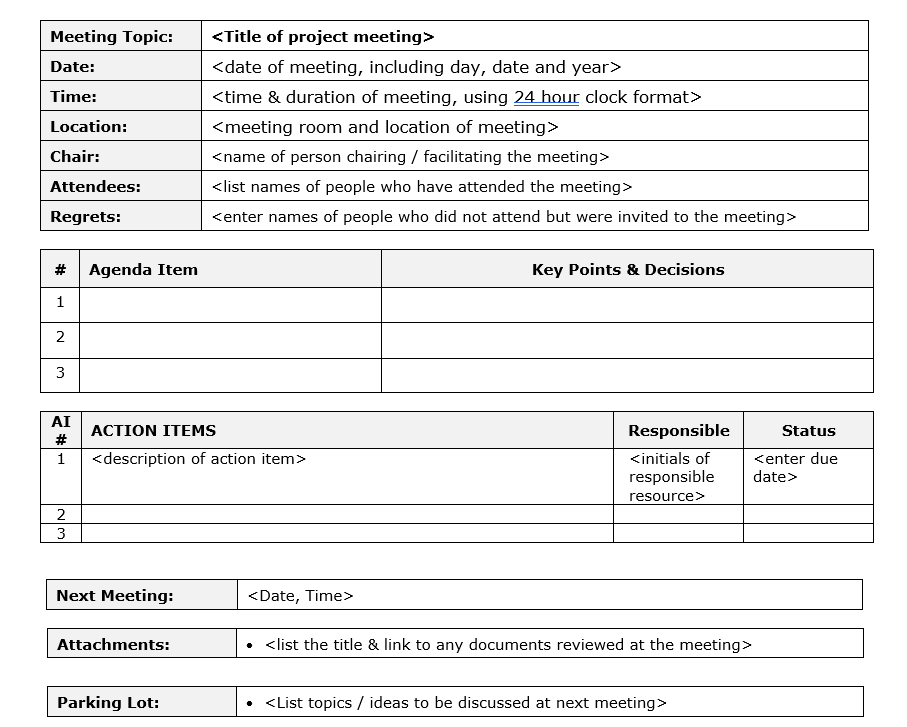 Meeting Topic: <Title of project meeting>
Date: <date of meeting, including day, date and year>
Time: <time & duration of meeting, using 24 hour clock format>
Location: <meeting room and location of meeting>
Chair: <name of person chairing / facilitating the meeting>
Attendees: <list names of people who have attended the meeting>
Regrets: <enter names of people who did not attend but were invited to the meeting>
# Agenda Item Key Points & Decisions
1
2
3
AI
# ACTION ITEMS Responsible Status
1 <description of action item> <initials of <enter due
responsible date>
resource>
2
3
Next Meeting: <Date, Time>
Attachments: • <list the title & link to any documents reviewed at the meeting>
Parking Lot: • <List topics / ideas to be discussed at next meeting>